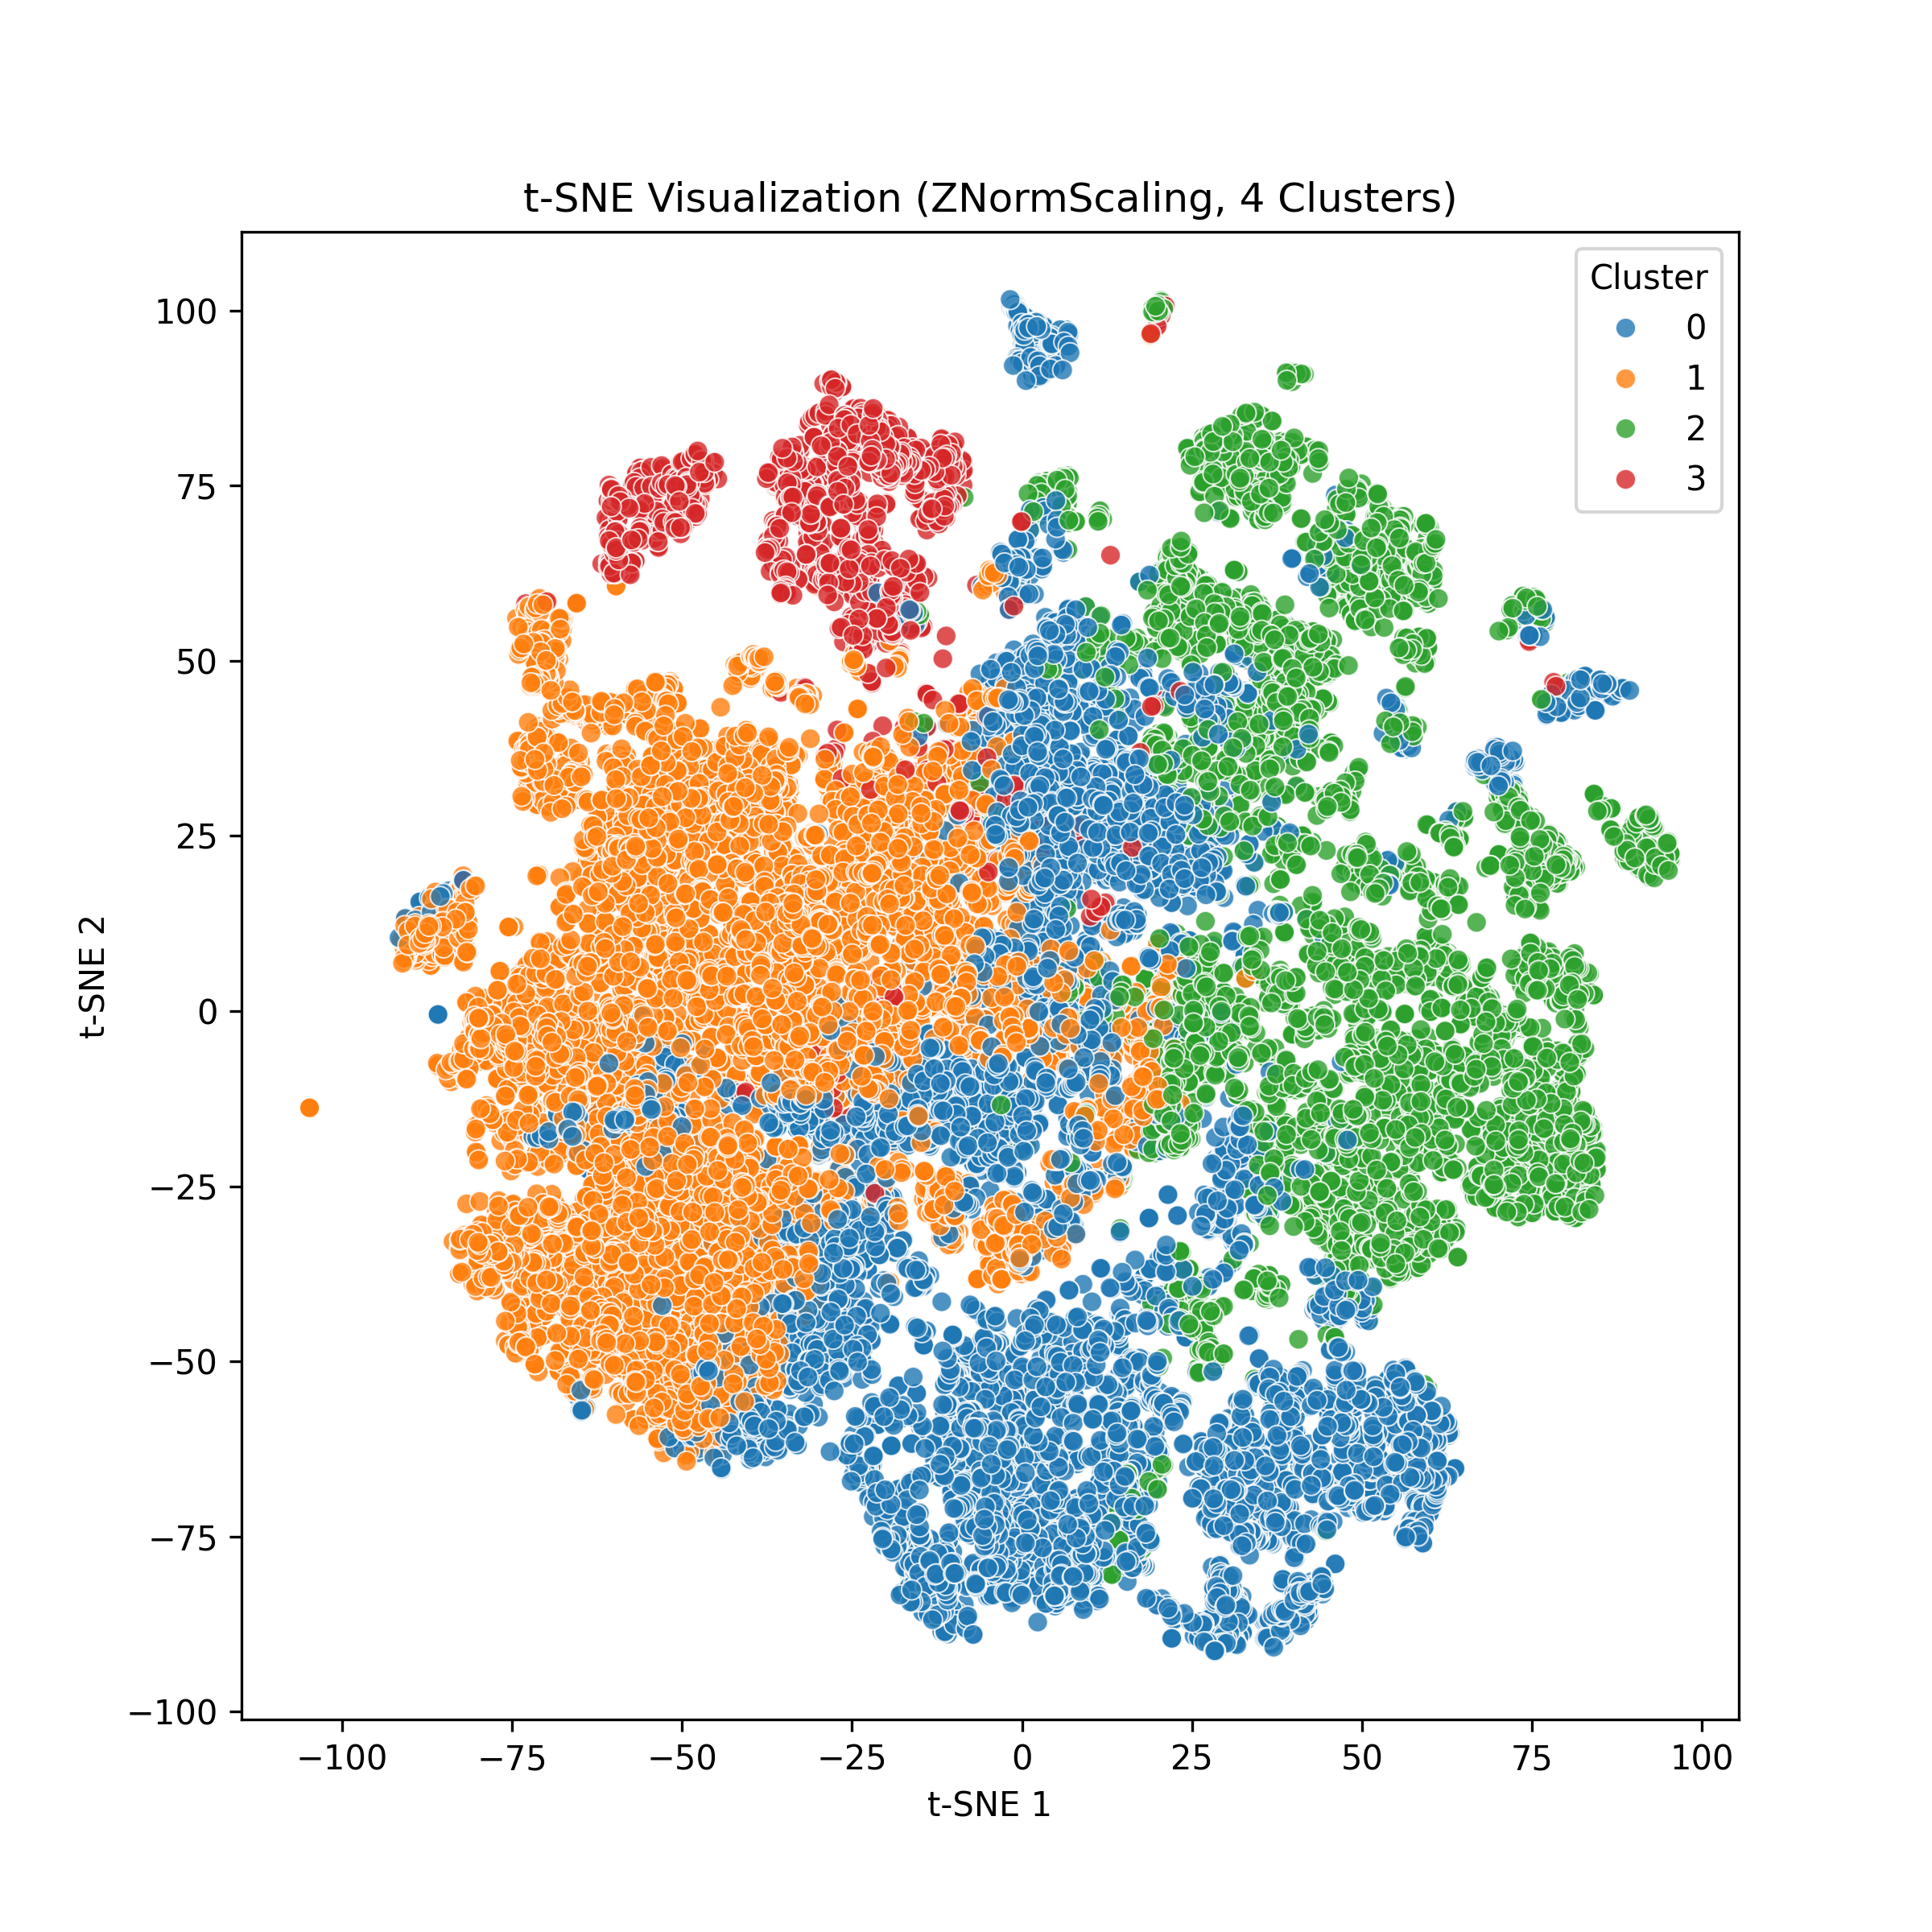 t-SNE Visualization (ZNormScaling, 4 Clusters)
Cluster
0
1
2
3
t-SNE 2
100
75
50
25
0
−25
−50
−75
−100
−100 −75 −50 −25 0 25 50 75 100
t-SNE 1